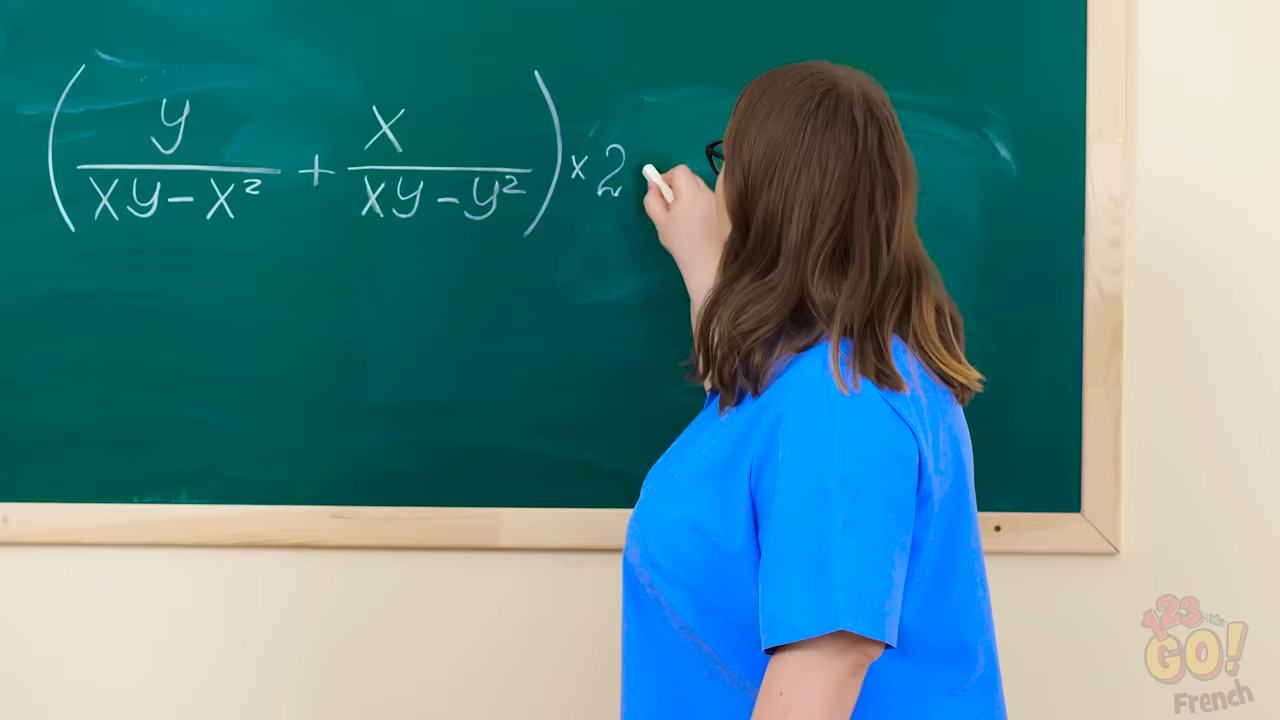 ( y / (xy - x²) + x / (xy - y²) ) × 2
123 GO!
French